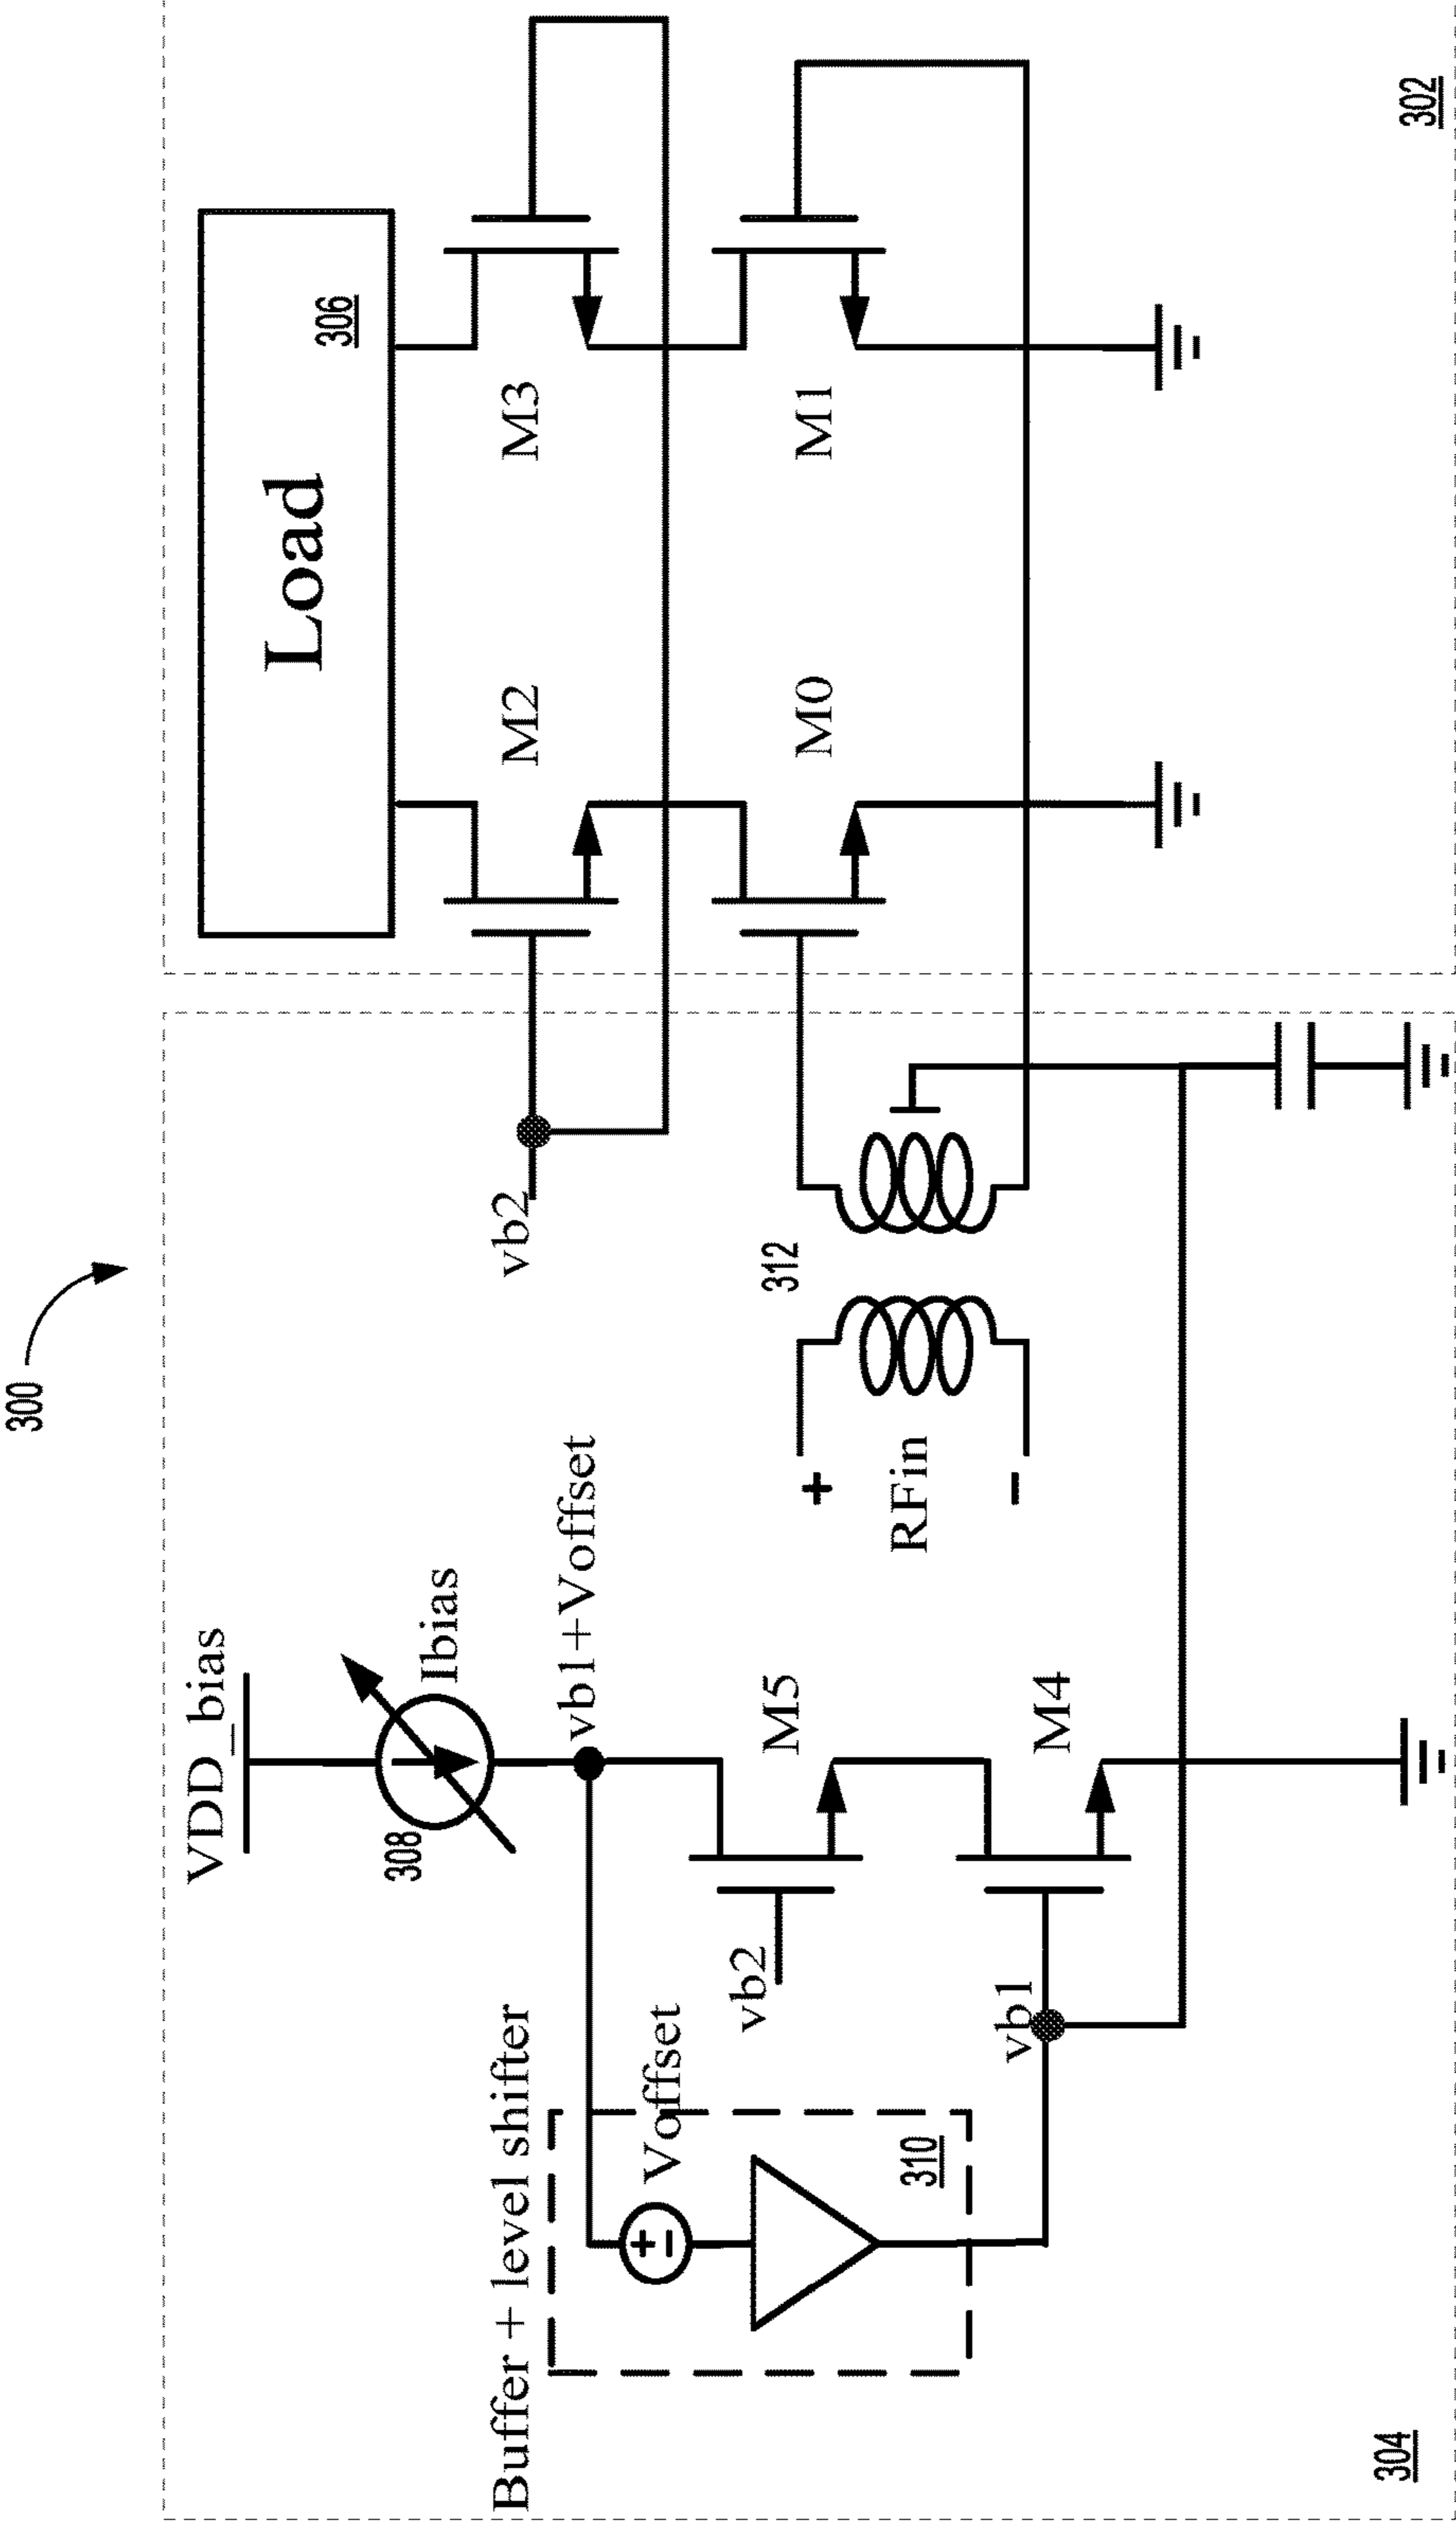 300
VDD_bias
308
Ibias
vb1+Voffset
Buffer + level shifter
Voffset
310
vb2
M5
vb1
M4
+
RFin
−
312
vb2
304
Load
306
M2
M3
M0
M1
302